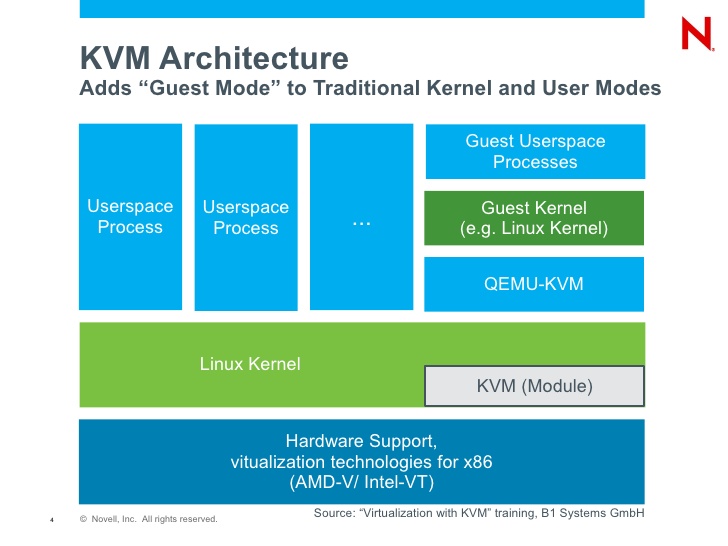 KVM Architecture
Adds “Guest Mode” to Traditional Kernel and User Modes
N
Userspace
Process
Userspace
Process
...
Guest Userspace
Processes
Guest Kernel
(e.g. Linux Kernel)
QEMU-KVM
Linux Kernel
KVM (Module)
Hardware Support,
vitualization technologies for x86
(AMD-V/ Intel-VT)
Source: “Virtualization with KVM” training, B1 Systems GmbH
4
© Novell, Inc. All rights reserved.